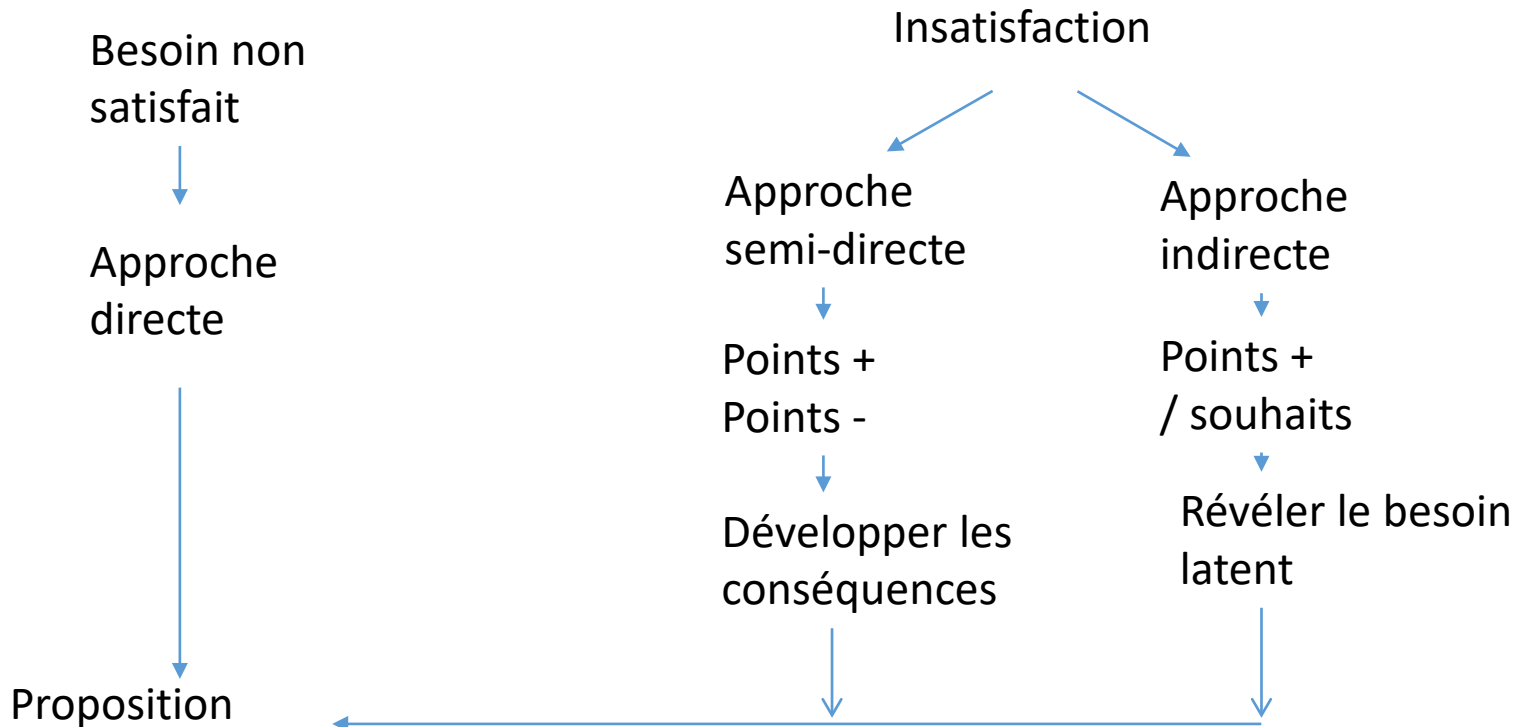 Besoin non
satisfait
Approche
directe
Insatisfaction
Approche
semi-directe
Points +
Points -
Développer les
conséquences
Approche
indirecte
Points +
/ souhaits
Révéler le besoin
latent
Proposition